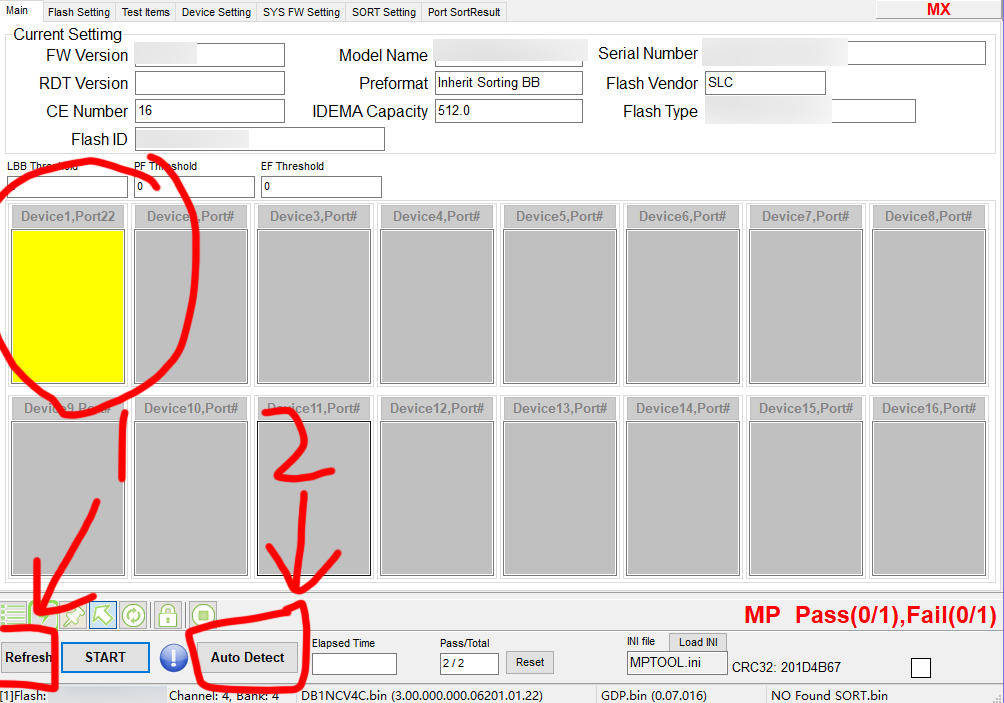 Main Flash Setting Test Items Device Setting SYS FW Setting SORT Setting Port SortResult MX
Current Settimg
FW Version Model Name Serial Number
RDT Version Preformat Inherit Sorting BB Flash Vendor SLC
CE Number 16 IDEMA Capacity 512.0 Flash Type
Flash ID
LBB Threshold PF Threshold EF Threshold
0 0
Device1,Port22 Device2,Port# Device3,Port# Device4,Port# Device5,Port# Device6,Port# Device7,Port# Device8,Port#
Device9,Port# Device10,Port# Device11,Port# Device12,Port# Device13,Port# Device14,Port# Device15,Port# Device16,Port#
1 2
MP Pass(0/1),Fail(0/1)
Elapsed Time Pass/Total INI file Load INI
Refresh START Auto Detect 2 / 2 Reset MPTOOL.ini CRC32: 201D4B67
[1]Flash: Channel: 4, Bank: 4 DB1NCV4C.bin (3.00.000.000.06201.01.22) GDP.bin (0.07.016) NO Found SORT.bin